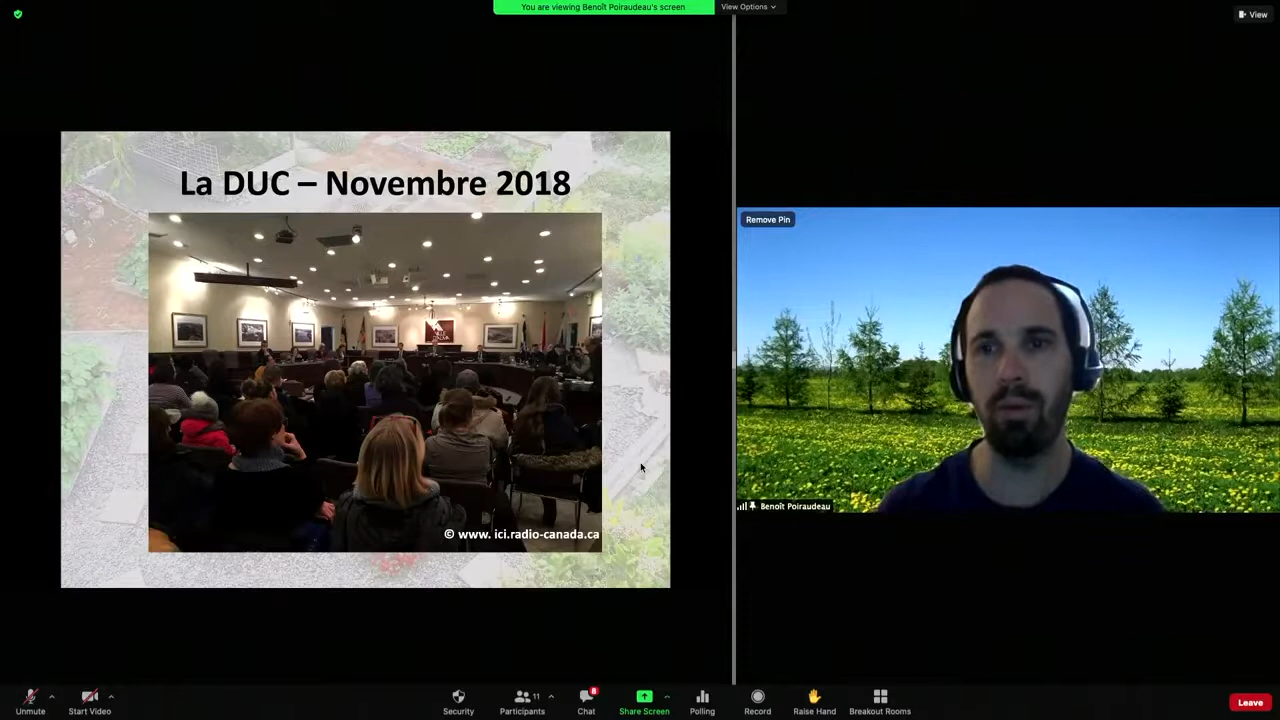 You are viewing Benoît Poiraudeau's screen
View Options
View
La DUC – Novembre 2018
© www. ici.radio-canada.ca
Remove Pin
Benoît Poiraudeau
Unmute
Start Video
Security
Participants
11
Chat
8
Share Screen
Polling
Record
Raise Hand
Breakout Rooms
Leave